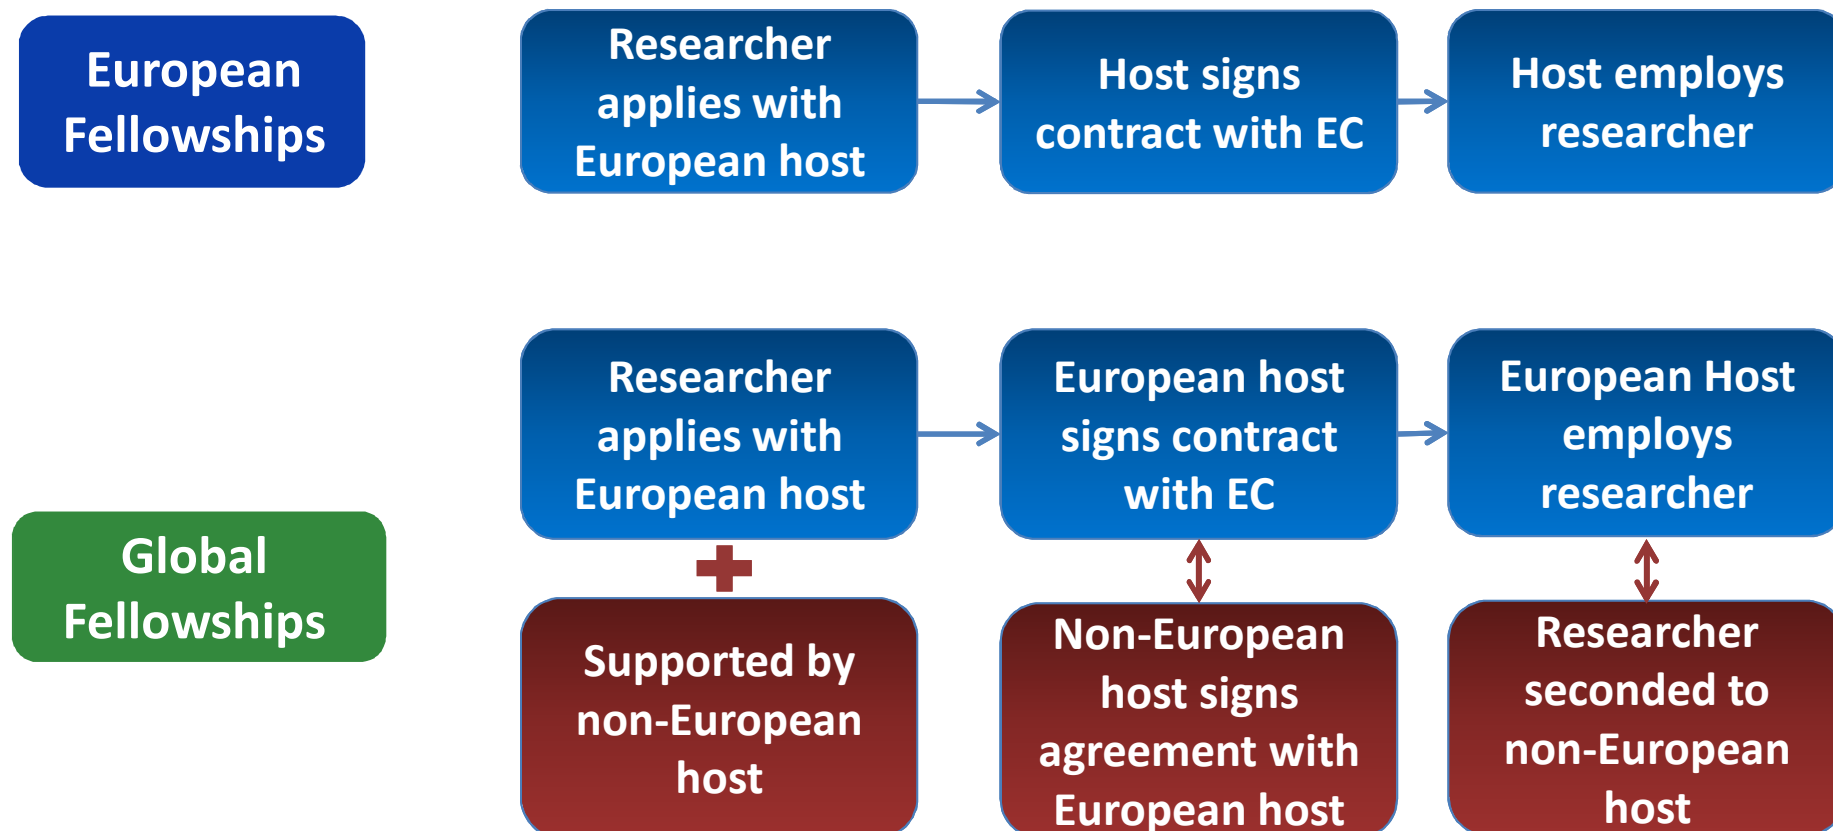 European
Fellowships
Researcher
applies with
European host
Host signs
contract with EC
Host employs
researcher
Global
Fellowships
Researcher
applies with
European host
European host
signs contract
with EC
European Host
employs
researcher
Supported by
non-European
host
Non-European
host signs
agreement with
European host
Researcher
seconded to
non-European
host